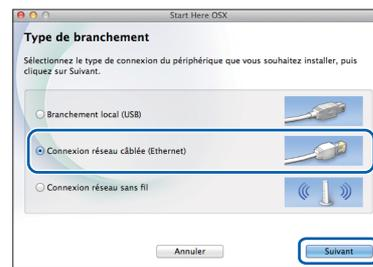 Start Here OSX
Type de branchement
Sélectionnez le type de connexion du périphérique que vous souhaitez installer, puis
cliquez sur Suivant.
Branchement local (USB)
Connexion réseau câblée (Ethernet)
Connexion réseau sans fil
Annuler
Suivant